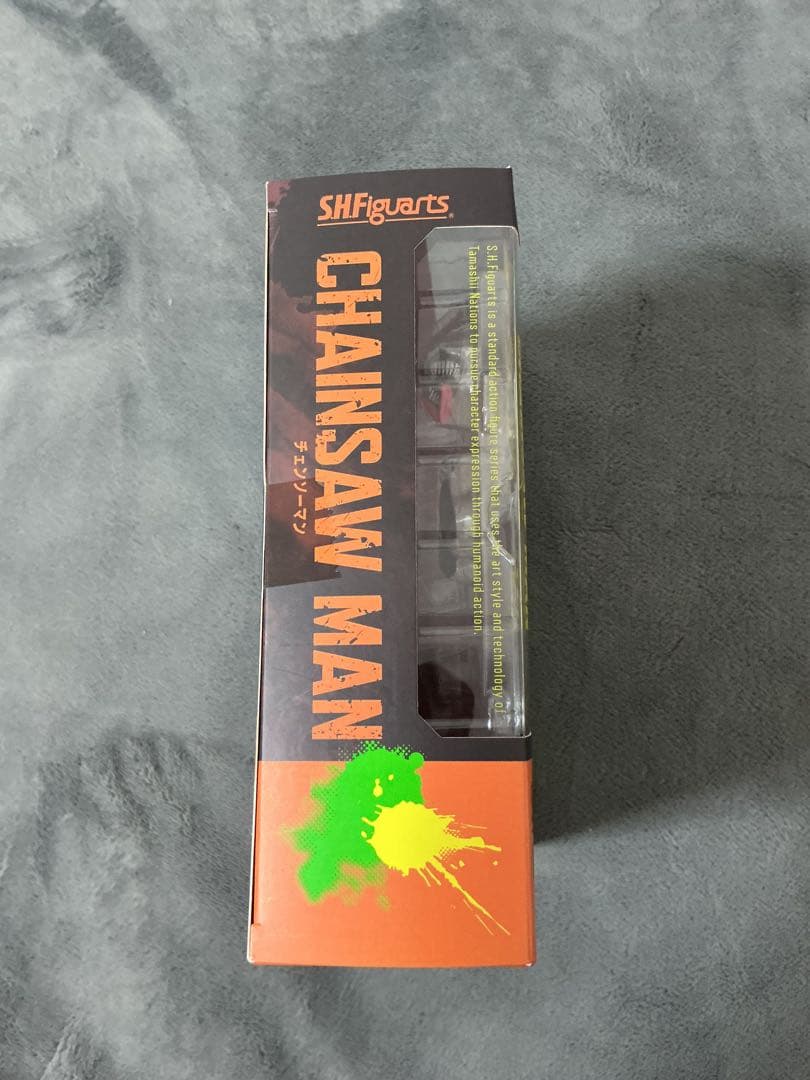 S.H.Figuarts®
CHAINSAW MAN
チェンソーマン
S.H.Figuarts is a standard action figure series that uses the art style and technology of
Tamashii Nations to pursue character expression through humanoid action.